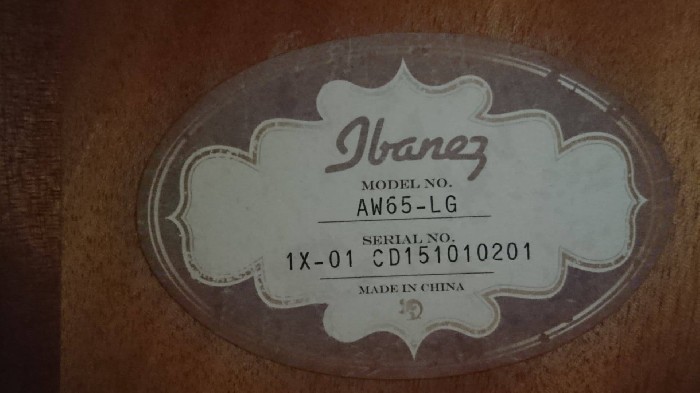 Ibanez
MODEL NO.
AW65-LG
SERIAL NO.
1X-01 CD151010201
MADE IN CHINA